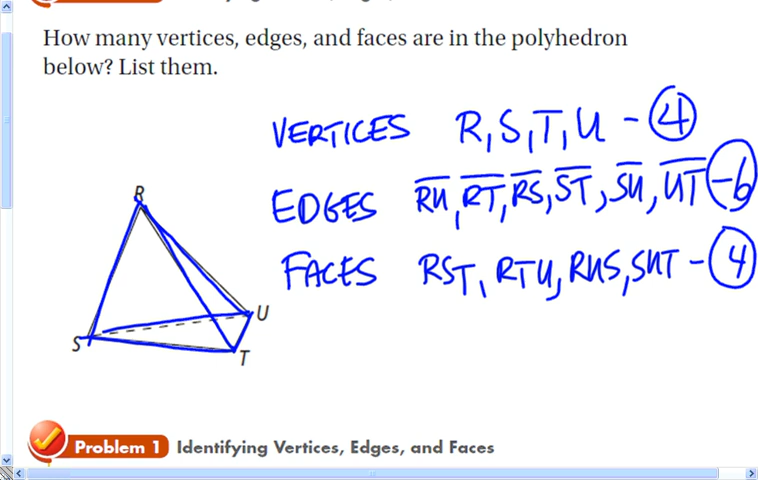 How many vertices, edges, and faces are in the polyhedron
below? List them.
VERTICES R, S, T, U - 4
EDGES RU, RT, RS, ST, SU, UT - 6
FACES RST, RTU, RUS, SUT - 4
R
U
S
T
Problem 1 Identifying Vertices, Edges, and Faces